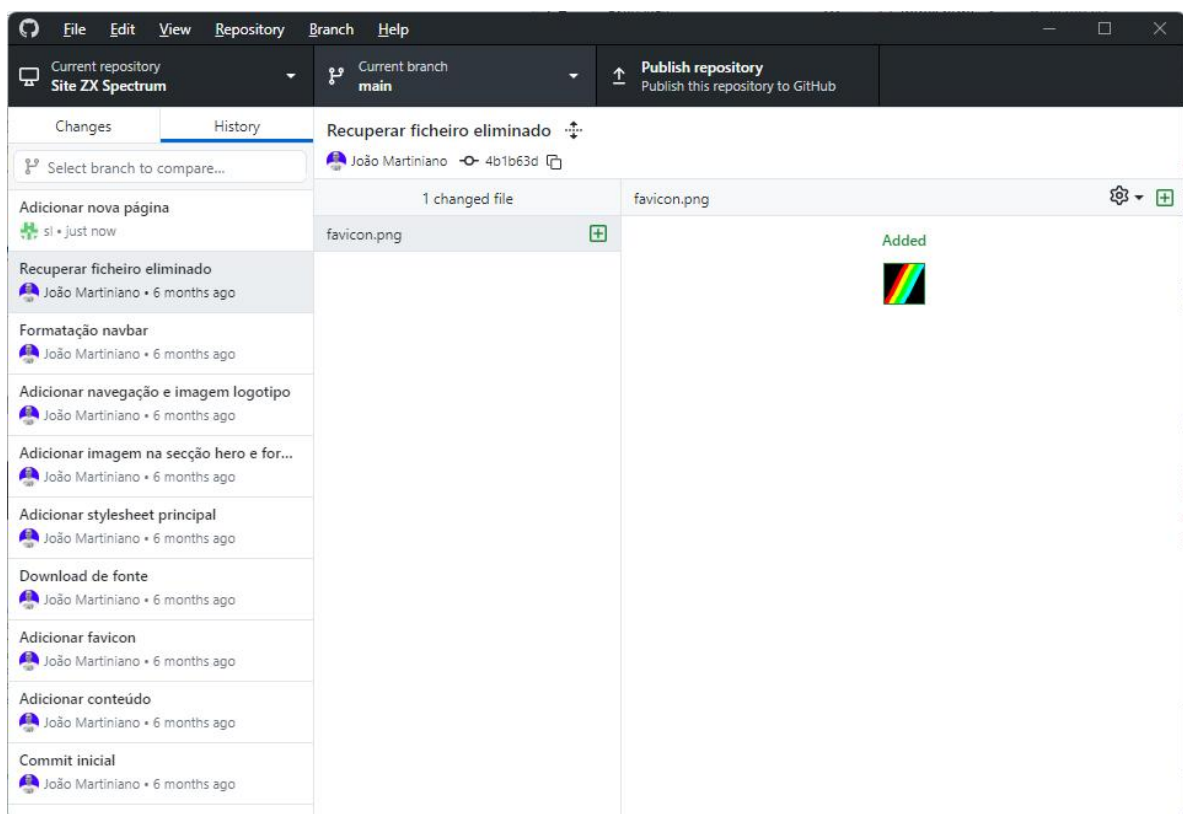 File Edit View Repository Branch Help
Current repository
Site ZX Spectrum
Current branch
main
Publish repository
Publish this repository to GitHub
Changes History
Select branch to compare...
Adicionar nova página
si • just now
Recuperar ficheiro eliminado
João Martiniano • 6 months ago
Formatação navbar
João Martiniano • 6 months ago
Adicionar navegação e imagem logotipo
João Martiniano • 6 months ago
Adicionar imagem na secção hero e for...
João Martiniano • 6 months ago
Adicionar stylesheet principal
João Martiniano • 6 months ago
Download de fonte
João Martiniano • 6 months ago
Adicionar favicon
João Martiniano • 6 months ago
Adicionar conteúdo
João Martiniano • 6 months ago
Commit inicial
João Martiniano • 6 months ago
Recuperar ficheiro eliminado
João Martiniano 4b1b63d
1 changed file
favicon.png
favicon.png
Added